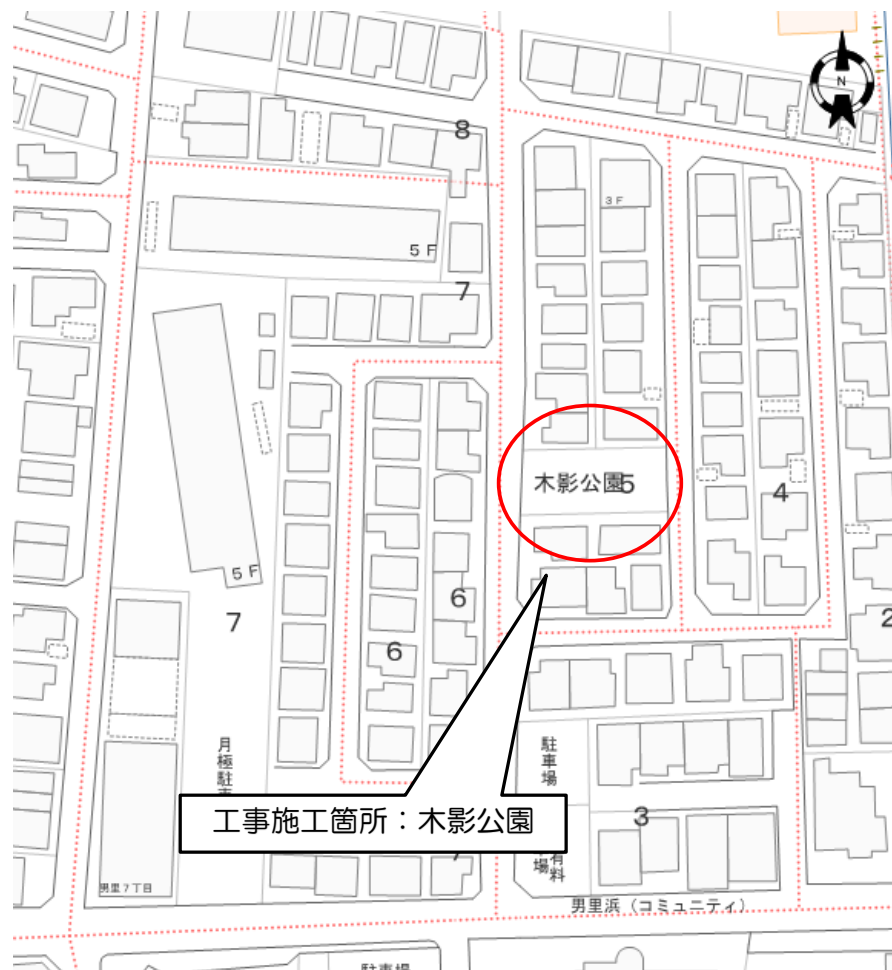 N
8
３Ｆ
５Ｆ
7
木影公園
5
4
５Ｆ
6
7
2
6
月極駐車
駐車場
工事施工箇所：木影公園
3
有料
場
男里７丁目
男里浜（コミュニティ）
駐車場